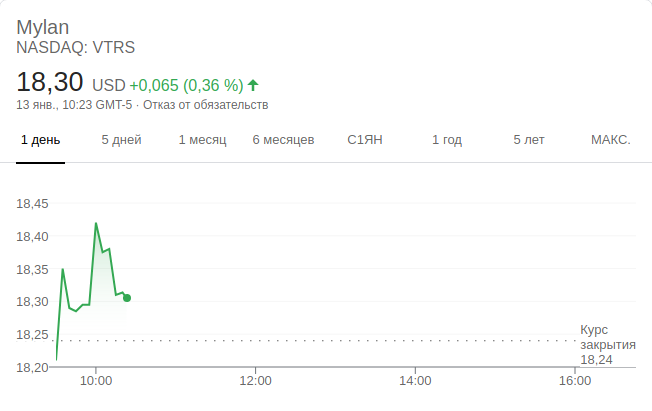 Mylan
NASDAQ: VTRS
18,30 USD +0,065 (0,36 %)
13 янв., 10:23 GMT-5 · Отказ от обязательств
1 день 5 дней 1 месяц 6 месяцев С1ЯН 1 год 5 лет МАКС.
18,45
18,40
18,35
18,30
18,25
18,20
Курс
закрытия
18,24
10:00 12:00 14:00 16:00